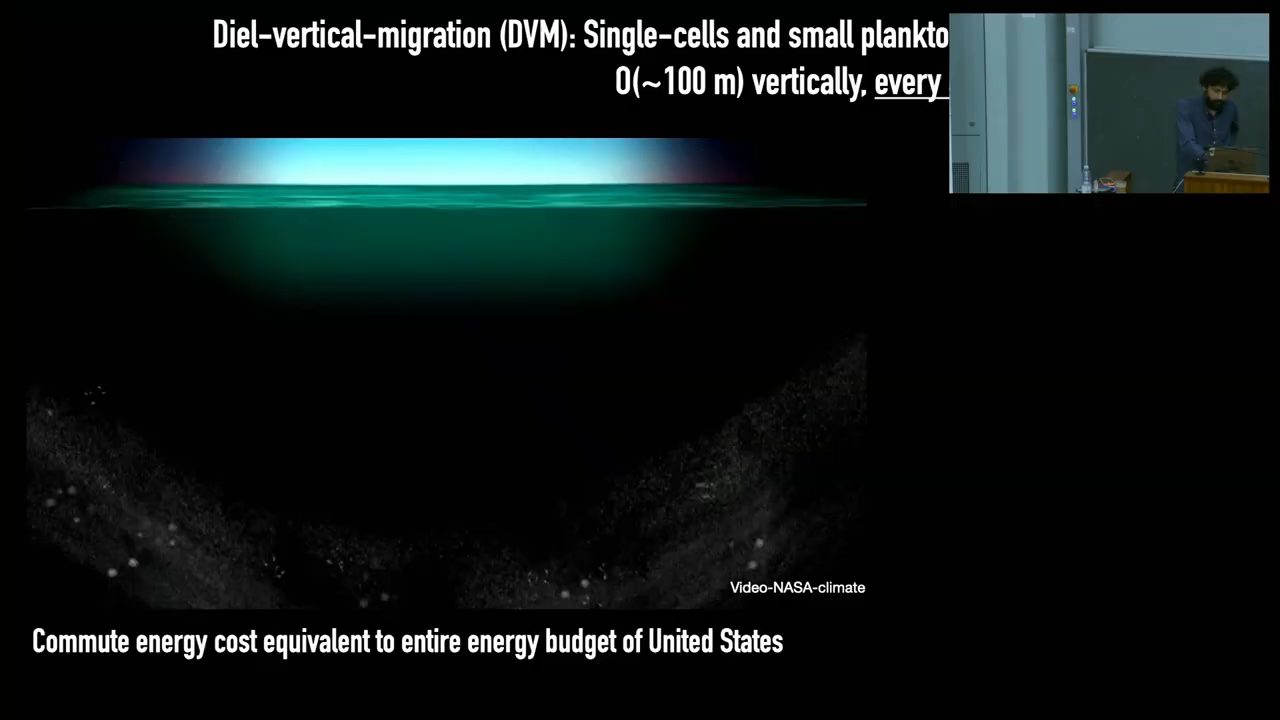 Diel-vertical-migration (DVM): Single-cells and small
O(~100 m) vertically, every
Video-NASA-climate
Commute energy cost equivalent to entire energy budget of United States